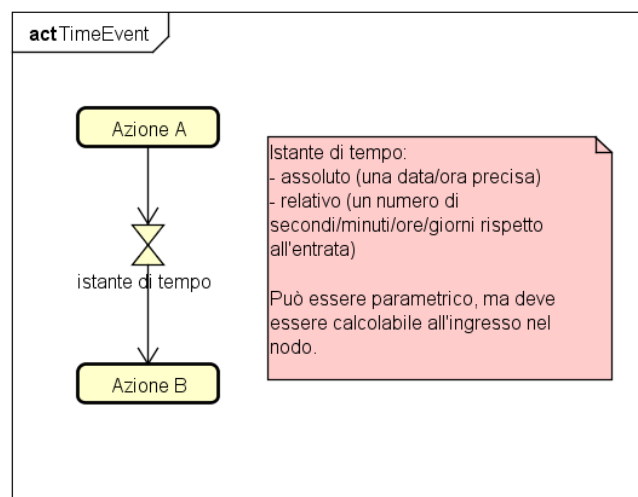 act TimeEvent
Azione A
istante di tempo
Azione B
Istante di tempo:
- assoluto (una data/ora precisa)
- relativo (un numero di
secondi/minuti/ore/giorni rispetto
all'entrata)
Può essere parametrico, ma deve
essere calcolabile all'ingresso nel
nodo.